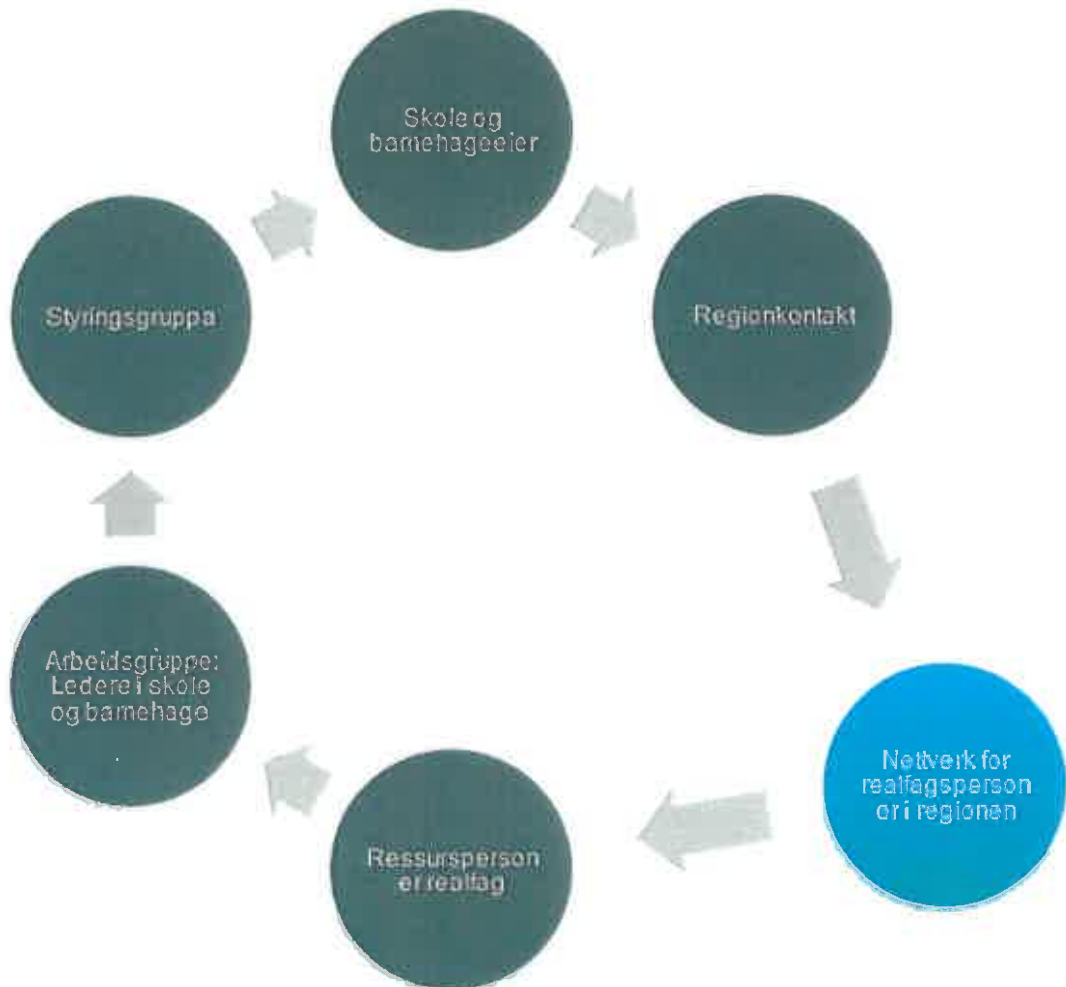 Skole og
barnehageeier
Regionkontakt
Nettverk for
realfagsperson
er i regionen
Ressursperson
er realfag
Arbeidsgruppe:
Ledere i skole
og barnehage
Styringsgruppa